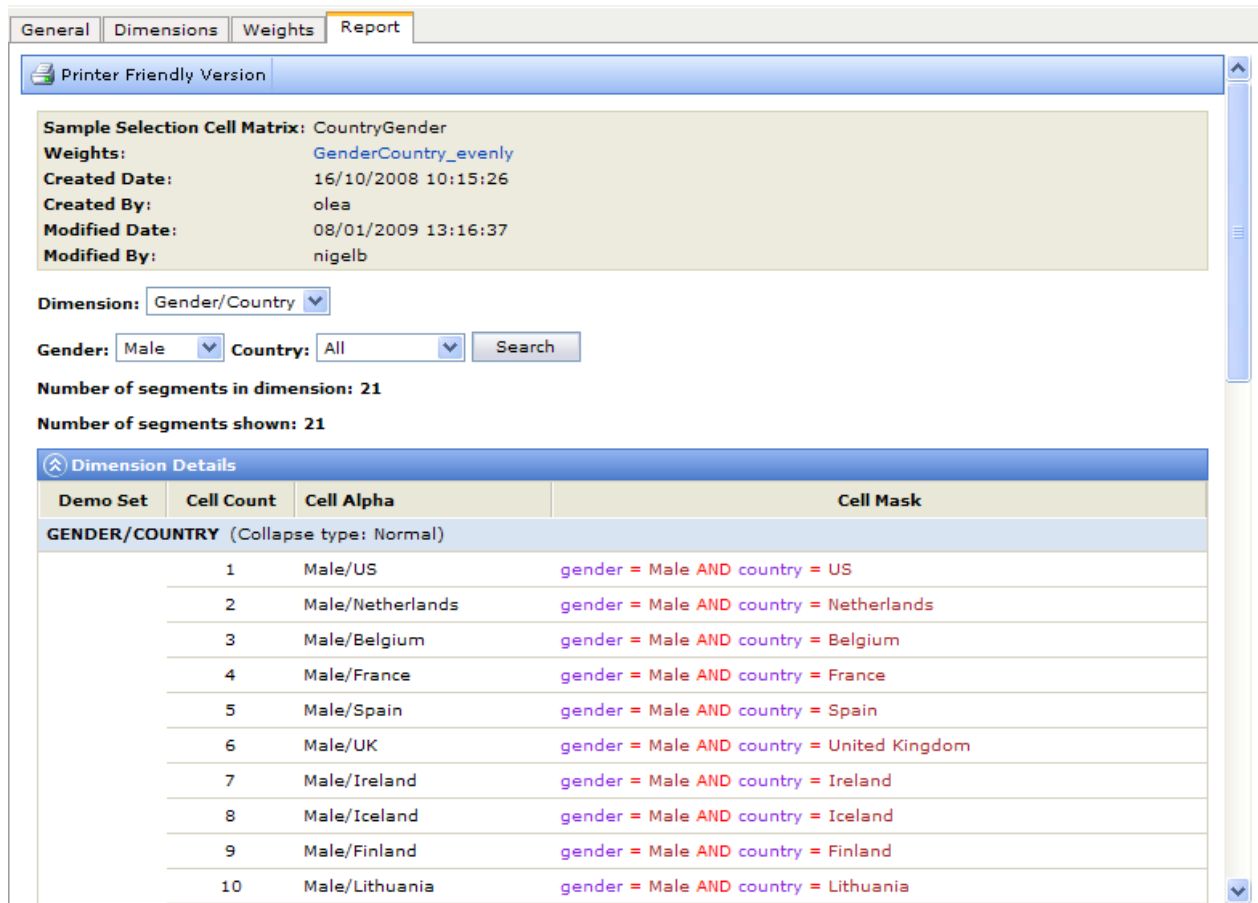 General Dimensions Weights Report
Printer Friendly Version
Sample Selection Cell Matrix: CountryGender
Weights: GenderCountry_evenly
Created Date: 16/10/2008 10:15:26
Created By: olea
Modified Date: 08/01/2009 13:16:37
Modified By: nigelb
Dimension: Gender/Country
Gender: Male Country: All Search
Number of segments in dimension: 21
Number of segments shown: 21
Dimension Details
Demo Set Cell Count Cell Alpha Cell Mask
GENDER/COUNTRY (Collapse type: Normal)
1 Male/US gender = Male AND country = US
2 Male/Netherlands gender = Male AND country = Netherlands
3 Male/Belgium gender = Male AND country = Belgium
4 Male/France gender = Male AND country = France
5 Male/Spain gender = Male AND country = Spain
6 Male/UK gender = Male AND country = United Kingdom
7 Male/Ireland gender = Male AND country = Ireland
8 Male/Iceland gender = Male AND country = Iceland
9 Male/Finland gender = Male AND country = Finland
10 Male/Lithuania gender = Male AND country = Lithuania